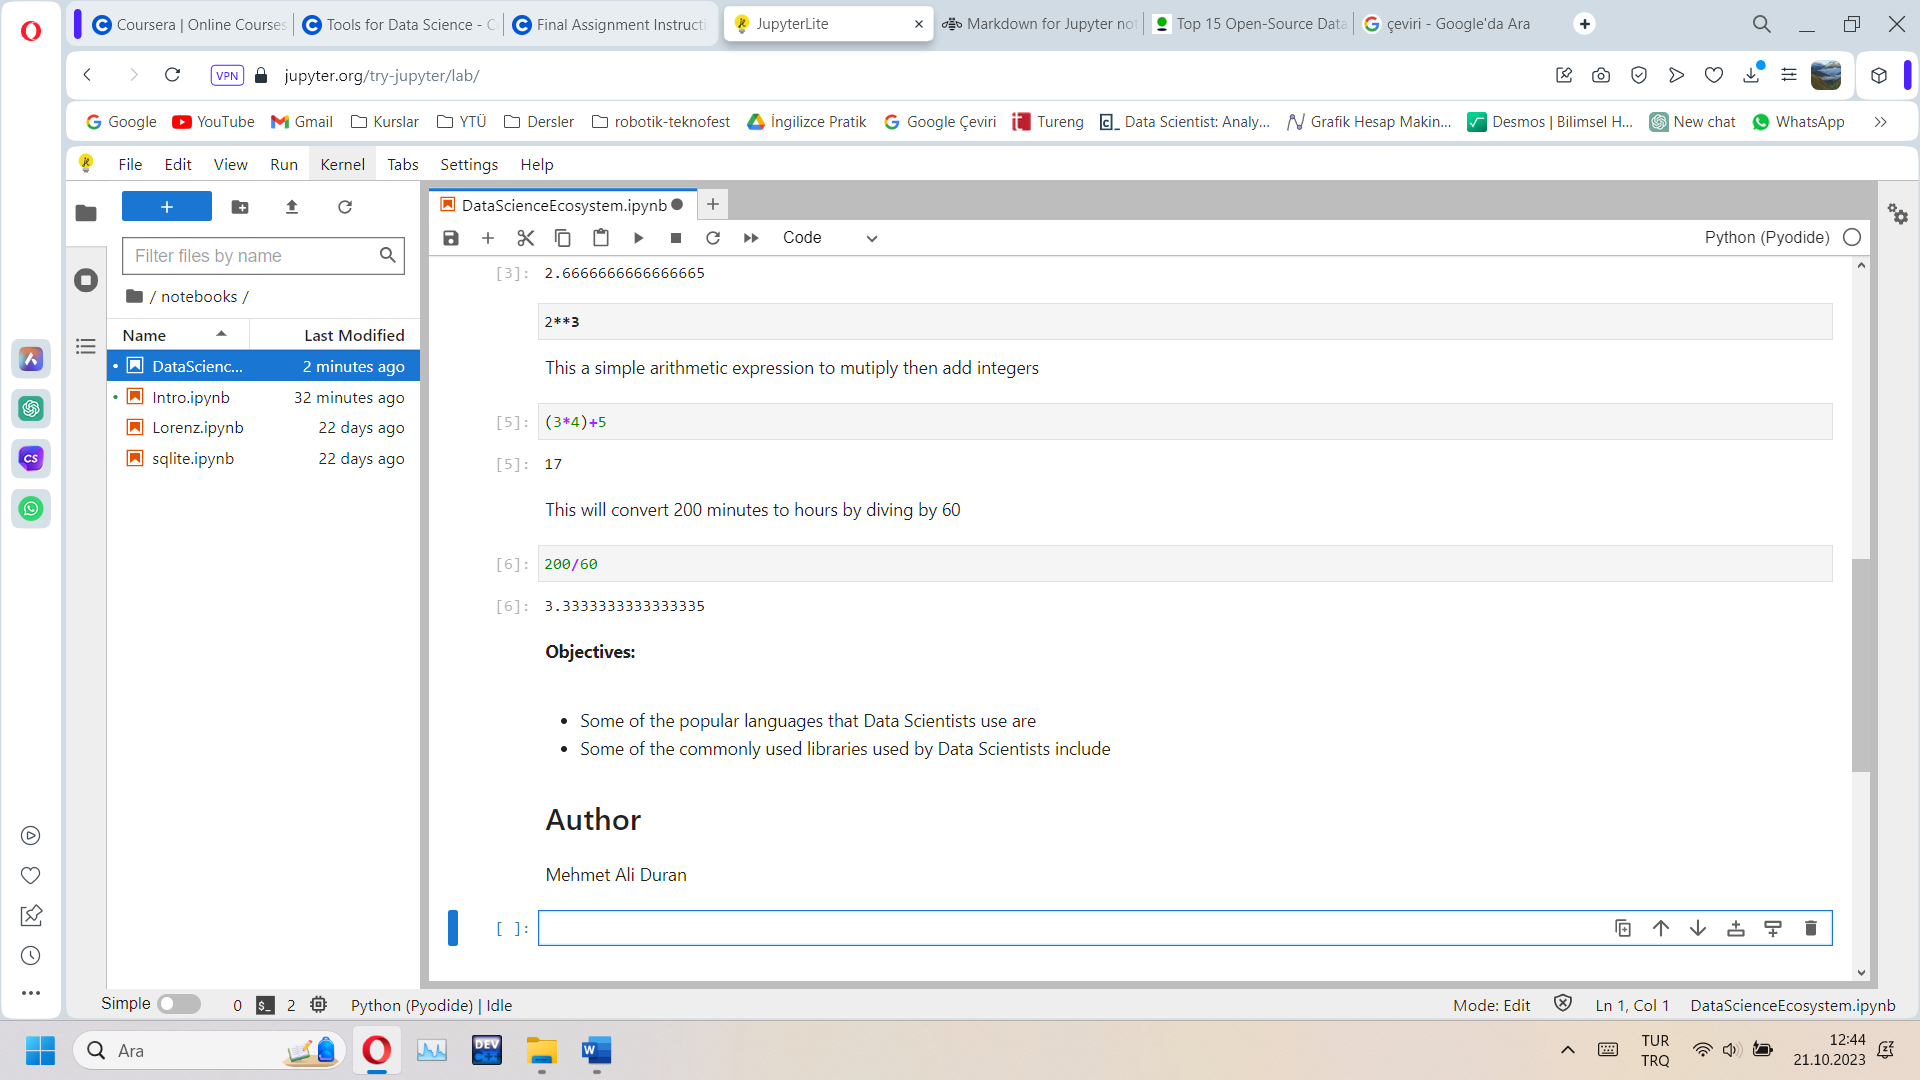 Coursera | Online Courses
Tools for Data Science - C
Final Assignment Instructi
JupyterLite
Markdown for Jupyter not
Top 15 Open-Source Data
çeviri - Google'da Ara
VPN
jupyter.org/try-jupyter/lab/
Google
YouTube
Gmail
Kurslar
YTÜ
Dersler
robotik-teknofest
İngilizce Pratik
Google Çeviri
Tureng
Data Scientist: Analy...
Grafik Hesap Makin...
Desmos | Bilimsel H...
New chat
WhatsApp
File Edit View Run Kernel Tabs Settings Help
DataScienceEcosystem.ipynb
Code
Python (Pyodide)
Filter files by name
/ notebooks /
Name
Last Modified
DataScienc... 2 minutes ago
Intro.ipynb 32 minutes ago
Lorenz.ipynb 22 days ago
sqlite.ipynb 22 days ago
[3]: 2.6666666666666665
2**3
This a simple arithmetic expression to mutiply then add integers
[5]: (3*4)+5
[5]: 17
This will convert 200 minutes to hours by diving by 60
[6]: 200/60
[6]: 3.3333333333333335
Objectives:
• Some of the popular languages that Data Scientists use are
• Some of the commonly used libraries used by Data Scientists include
Author
Mehmet Ali Duran
[ ]:
Simple
0
$_
2
Python (Pyodide) | Idle
Mode: Edit
Ln 1, Col 1
DataScienceEcosystem.ipynb
CS
Ara
DEV
C++
W
TUR
TRQ
12:44
21.10.2023